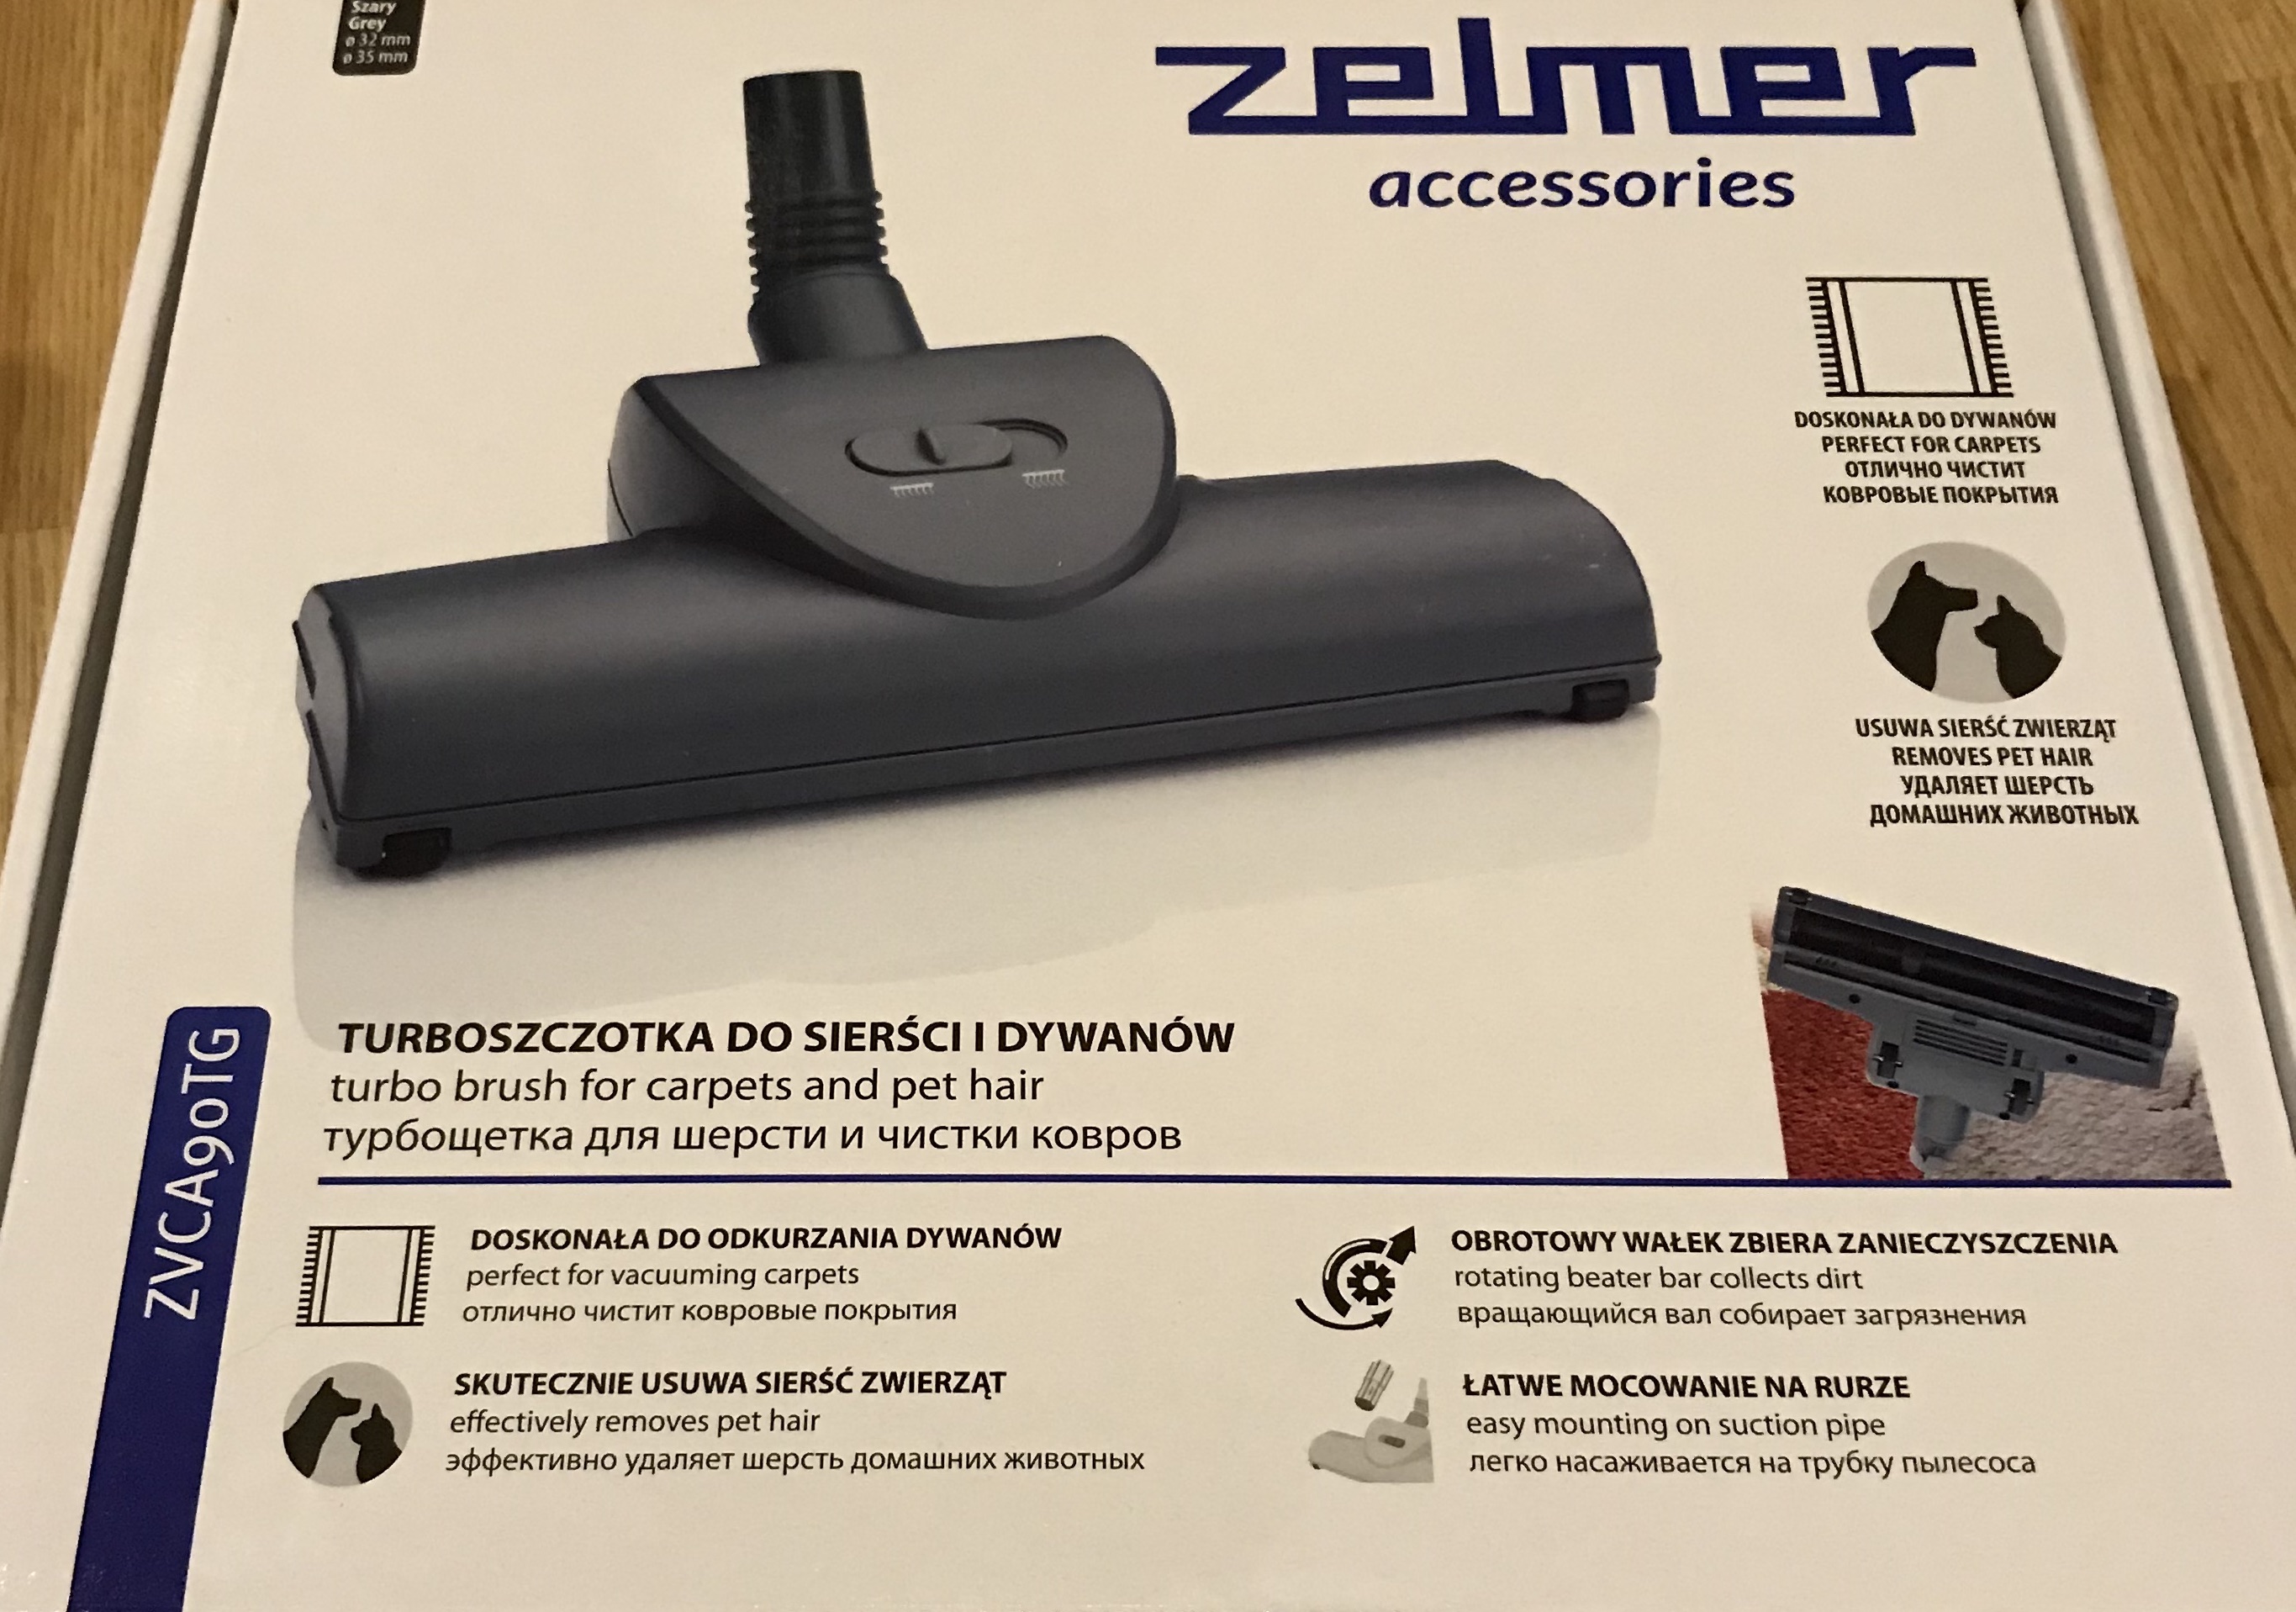 Szary
Grey
ø 32 mm
ø 35 mm
zelmer
accessories
DOSKONAŁA DO DYWANÓW
PERFECT FOR CARPETS
ОТЛИЧНО ЧИСТИТ
КОВРОВЫЕ ПОКРЫТИЯ
USUWA SIERŚĆ ZWIERZĄT
REMOVES PET HAIR
УДАЛЯЕТ ШЕРСТЬ
ДОМАШНИХ ЖИВОТНЫХ
ZVCA90TG
TURBOSZCZOTKA DO SIERŚCI I DYWANÓW
turbo brush for carpets and pet hair
турбощетка для шерсти и чистки ковров
DOSKONAŁA DO ODKURZANIA DYWANÓW
perfect for vacuuming carpets
отлично чистит ковровые покрытия
SKUTECZNIE USUWA SIERŚĆ ZWIERZĄT
effectively removes pet hair
эффективно удаляет шерсть домашних животных
OBROTOWY WAŁEK ZBIERA ZANIECZYSZCZENIA
rotating beater bar collects dirt
вращающийся вал собирает загрязнения
ŁATWE MOCOWANIE NA RURZE
easy mounting on suction pipe
легко насаживается на трубку пылесоса